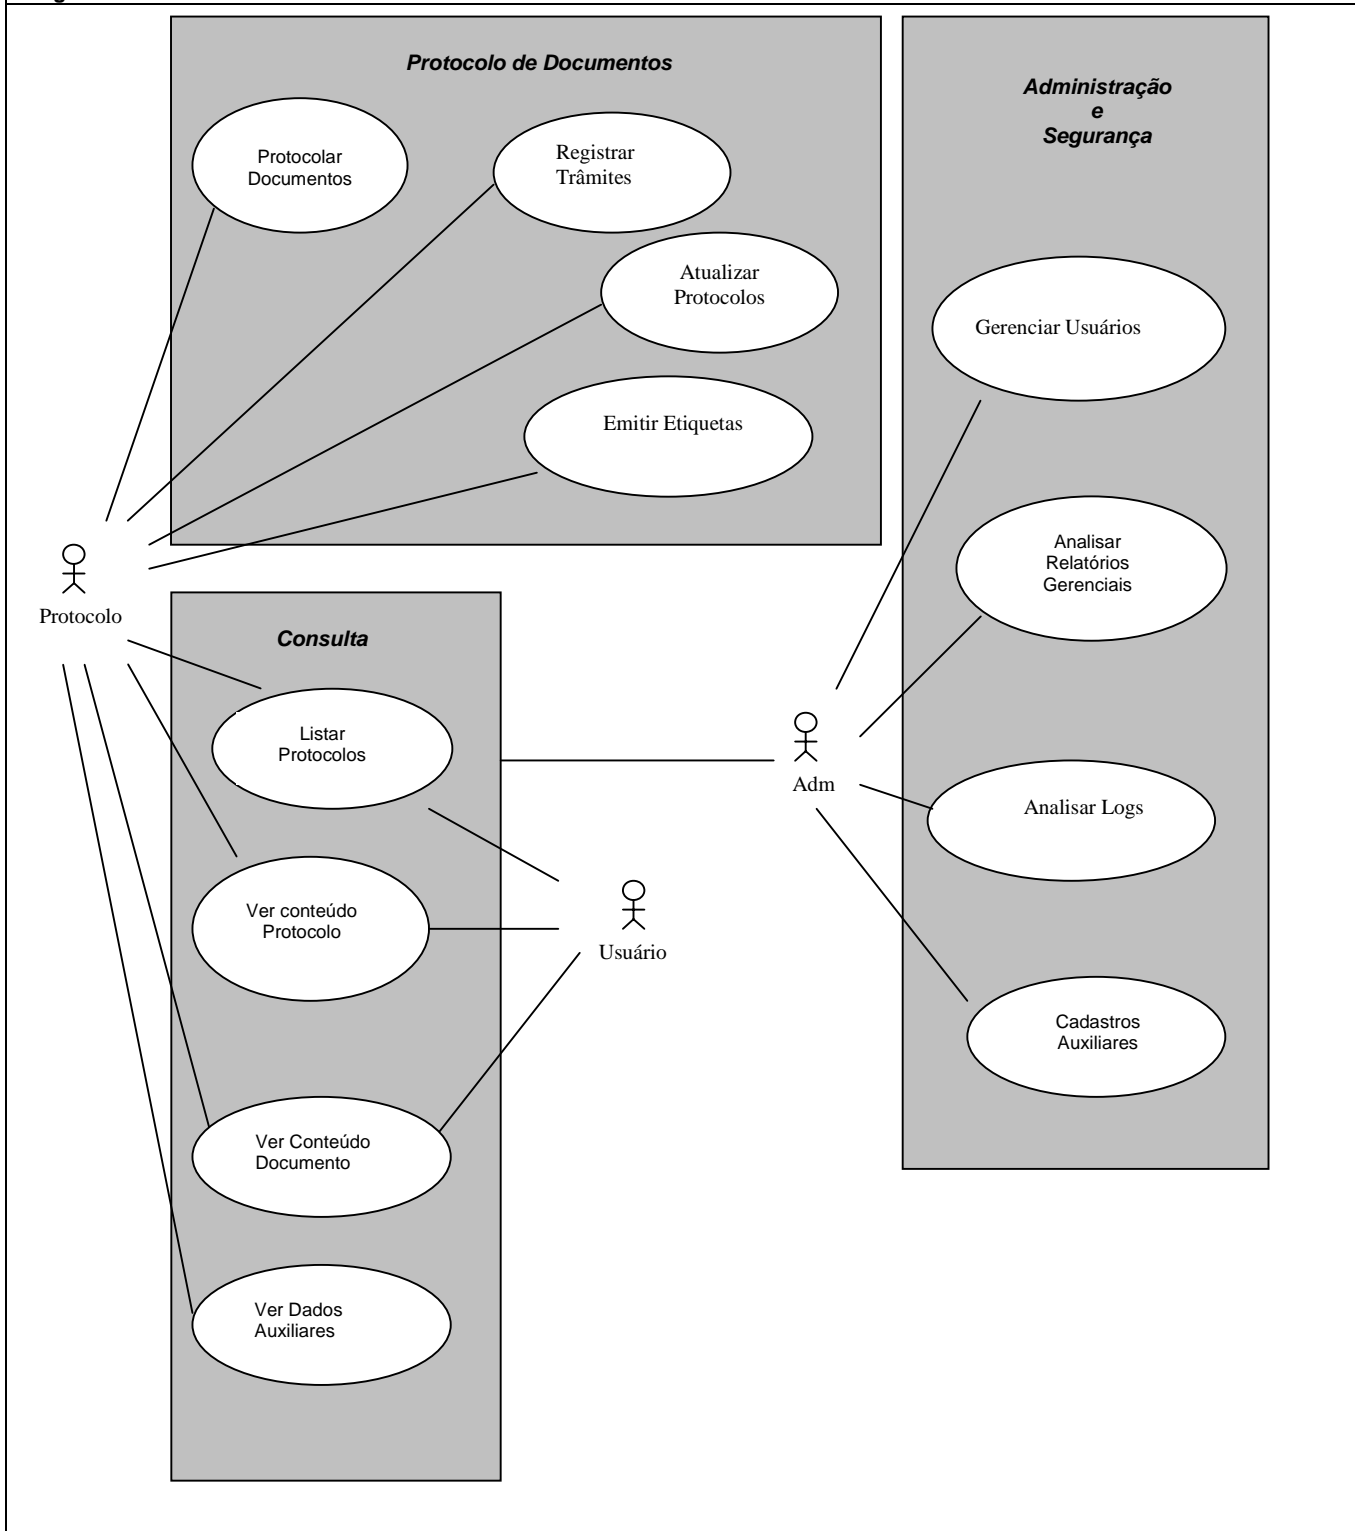 Protocolo de Documentos
Protocolar
Documentos
Registrar
Trâmites
Atualizar
Protocolos
Emitir Etiquetas
Administração
e
Segurança
Gerenciar Usuários
Analisar
Relatórios
Gerenciais
Analisar Logs
Cadastros
Auxiliares
Protocolo
Consulta
Listar
Protocolos
Ver conteúdo
Protocolo
Ver Conteúdo
Documento
Ver Dados
Auxiliares
Adm
Usuário